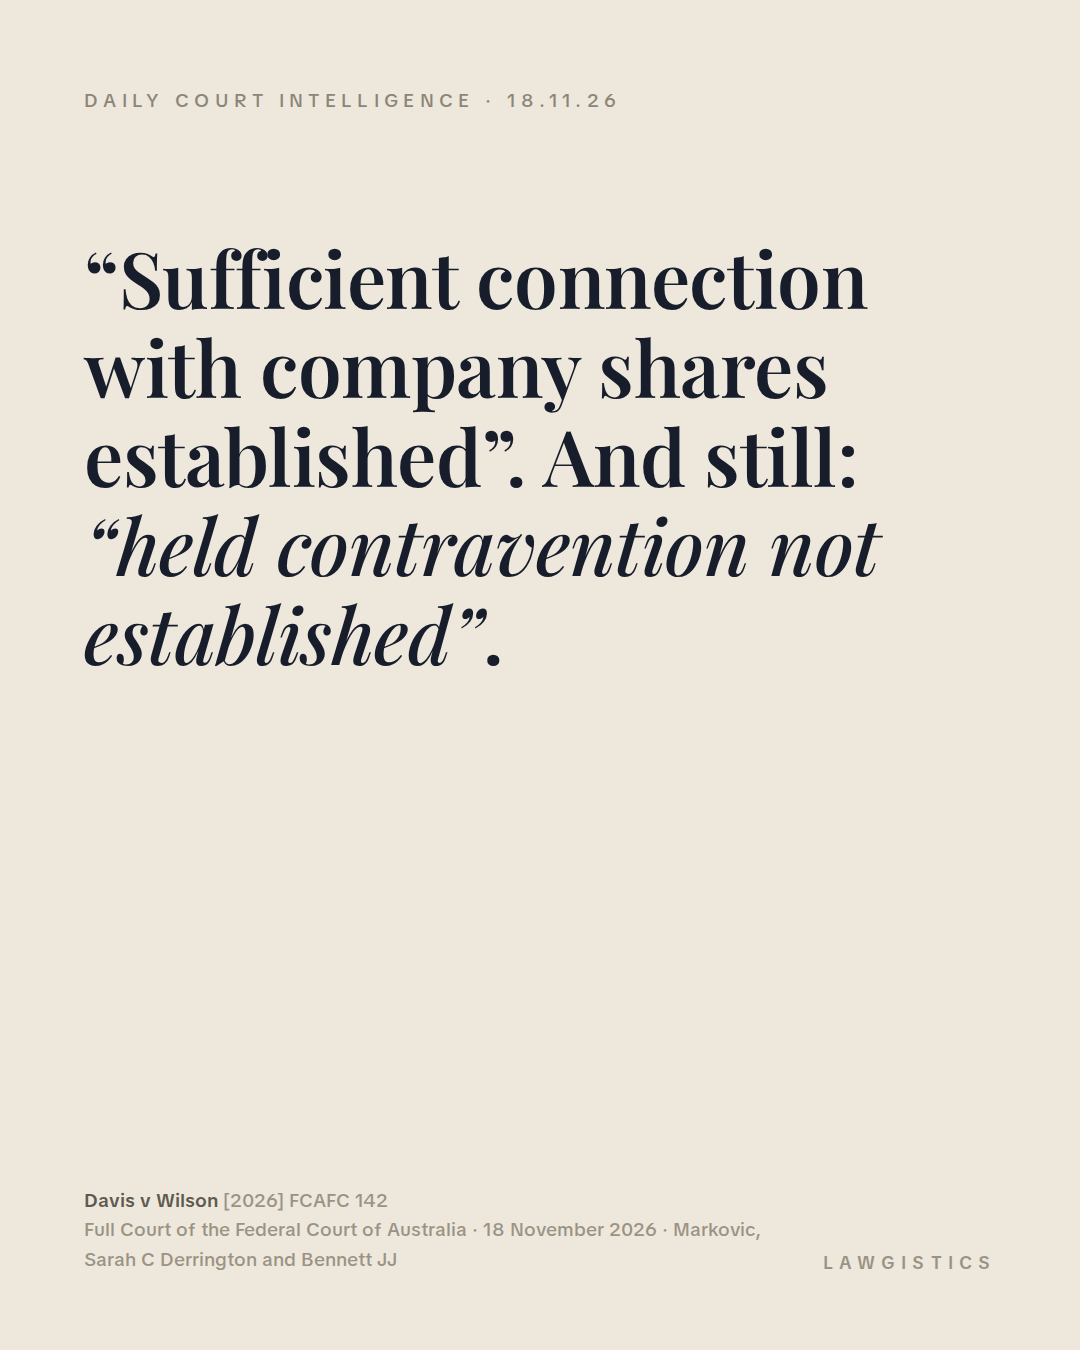 DAILY COURT INTELLIGENCE · 18.11.26
“Sufficient connection
with company shares
established”. And still:
“held contravention not
established”.
Davis v Wilson [2026] FCAFC 142
Full Court of the Federal Court of Australia · 18 November 2026 · Markovic,
Sarah C Derrington and Bennett JJ
LAWGISTICS